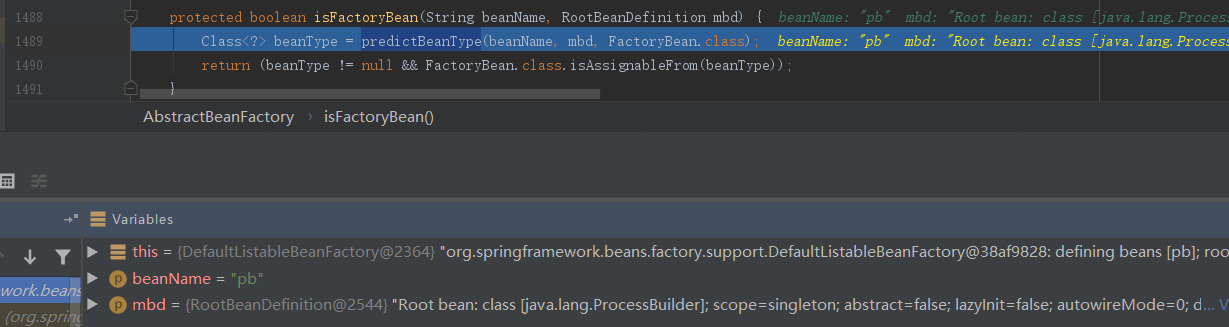 1488 protected boolean isFactoryBean(String beanName, RootBeanDefinition mbd) { beanName: "pb" mbd: "Root bean: class [java.lang.Process
1489 Class<?> beanType = predictBeanType(beanName, mbd, FactoryBean.class); beanName: "pb" mbd: "Root bean: class [java.lang.Process
1490 return (beanType != null && FactoryBean.class.isAssignableFrom(beanType));
1491 }
AbstractBeanFactory › isFactoryBean()
Variables
this = {DefaultListableBeanFactory@2364} "org.springframework.beans.factory.support.DefaultListableBeanFactory@38af9828: defining beans [pb]; roo
beanName = "pb"
work.beans
mbd = {RootBeanDefinition@2544} "Root bean: class [java.lang.ProcessBuilder]; scope=singleton; abstract=false; lazyInit=false; autowireMode=0; d... V
(org.spring